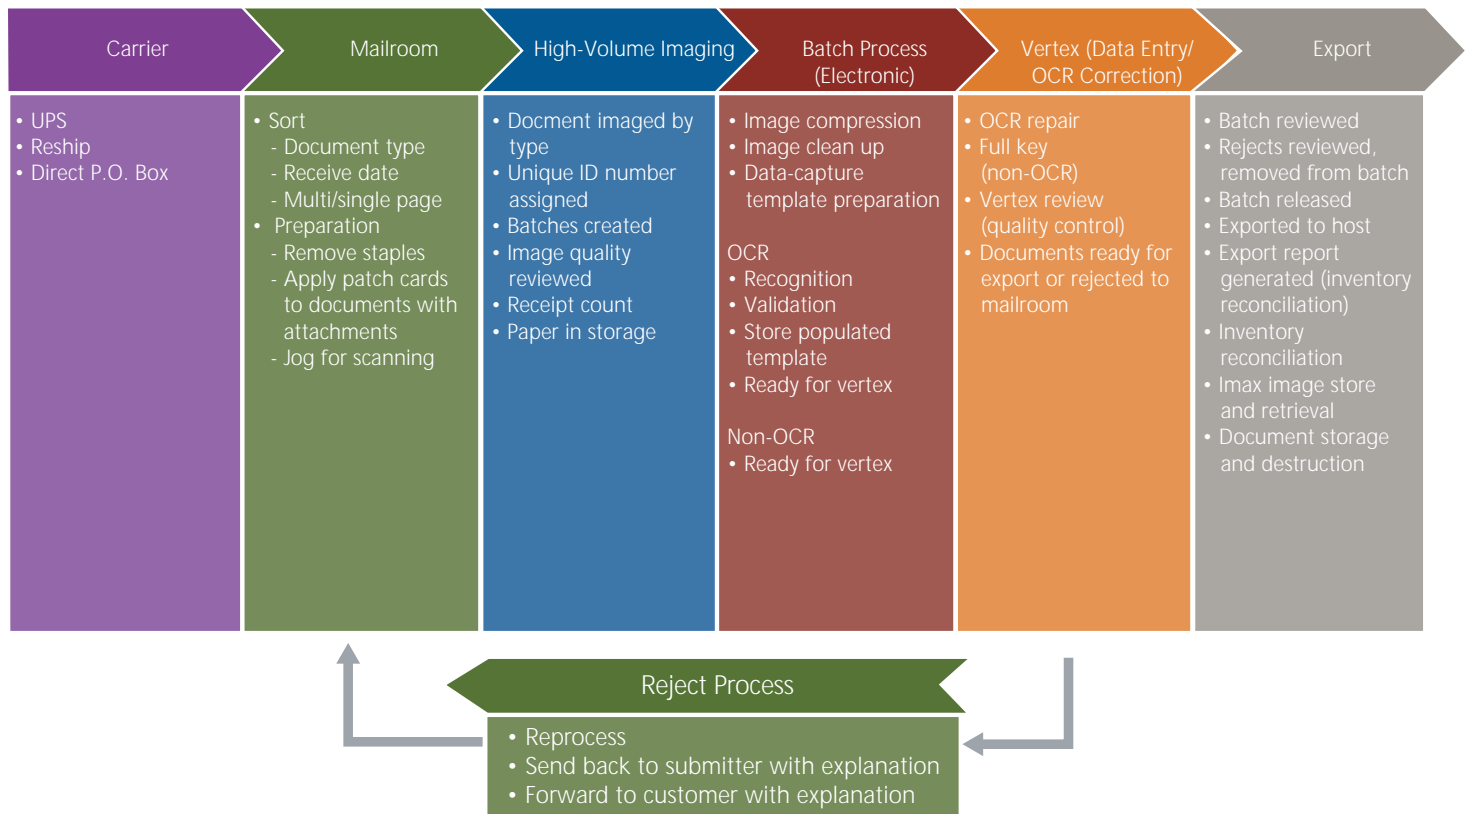 Carrier
Mailroom
High-Volume Imaging
Batch Process
(Electronic)
Vertex (Data Entry/
OCR Correction)
Export
• UPS
• Reship
• Direct P.O. Box
• Sort
- Document type
- Receive date
- Multi/single page
• Preparation
- Remove staples
- Apply patch cards
to documents with
attachments
- Jog for scanning
• Docment imaged by
type
• Unique ID number
assigned
• Batches created
• Image quality
reviewed
• Receipt count
• Paper in storage
• Image compression
• Image clean up
• Data-capture
template preparation
OCR
• Recognition
• Validation
• Store populated
template
• Ready for vertex
Non-OCR
• Ready for vertex
• OCR repair
• Full key
(non-OCR)
• Vertex review
(quality control)
• Documents ready for
export or rejected to
mailroom
• Batch reviewed
• Rejects reviewed,
removed from batch
• Batch released
• Exported to host
• Export report
generated (inventory
reconciliation)
• Inventory
reconciliation
• Imax image store
and retrieval
• Document storage
and destruction
Reject Process
• Reprocess
• Send back to submitter with explanation
• Forward to customer with explanation